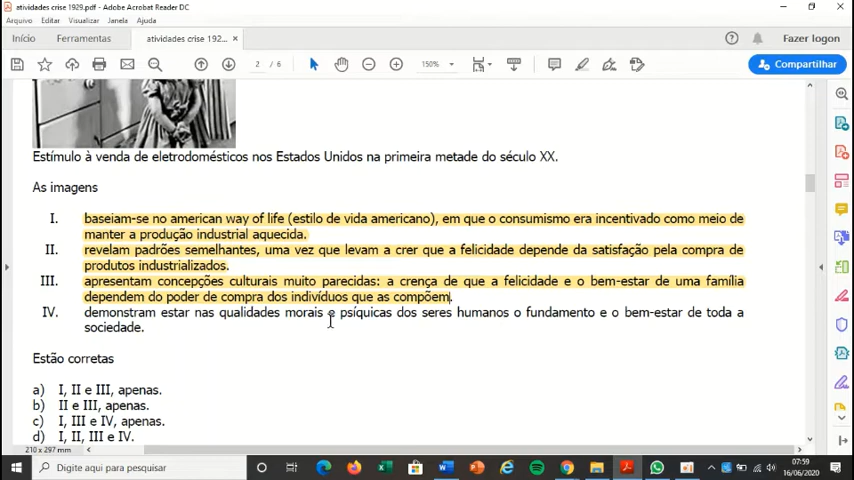 atividades crise 1929.pdf - Adobe Acrobat Reader DC
Arquivo Editar Visualizar Janela Ajuda
Início Ferramentas atividades crise 192... × Fazer logon
2 / 6 150% Compartilhar
Estímulo à venda de eletrodomésticos nos Estados Unidos na primeira metade do século XX.
As imagens
I. baseiam-se no american way of life (estilo de vida americano), em que o consumismo era incentivado como meio de
manter a produção industrial aquecida.
II. revelam padrões semelhantes, uma vez que levam a crer que a felicidade depende da satisfação pela compra de
produtos industrializados.
III. apresentam concepções culturais muito parecidas: a crença de que a felicidade e o bem-estar de uma família
dependem do poder de compra dos indivíduos que as compõem.
IV. demonstram estar nas qualidades morais e psíquicas dos seres humanos o fundamento e o bem-estar de toda a
sociedade.
Estão corretas
a) I, II e III, apenas.
b) II e III, apenas.
c) I, III e IV, apenas.
d) I, II, III e IV.
210 x 297 mm
Digite aqui para pesquisar
07:59
16/06/2020